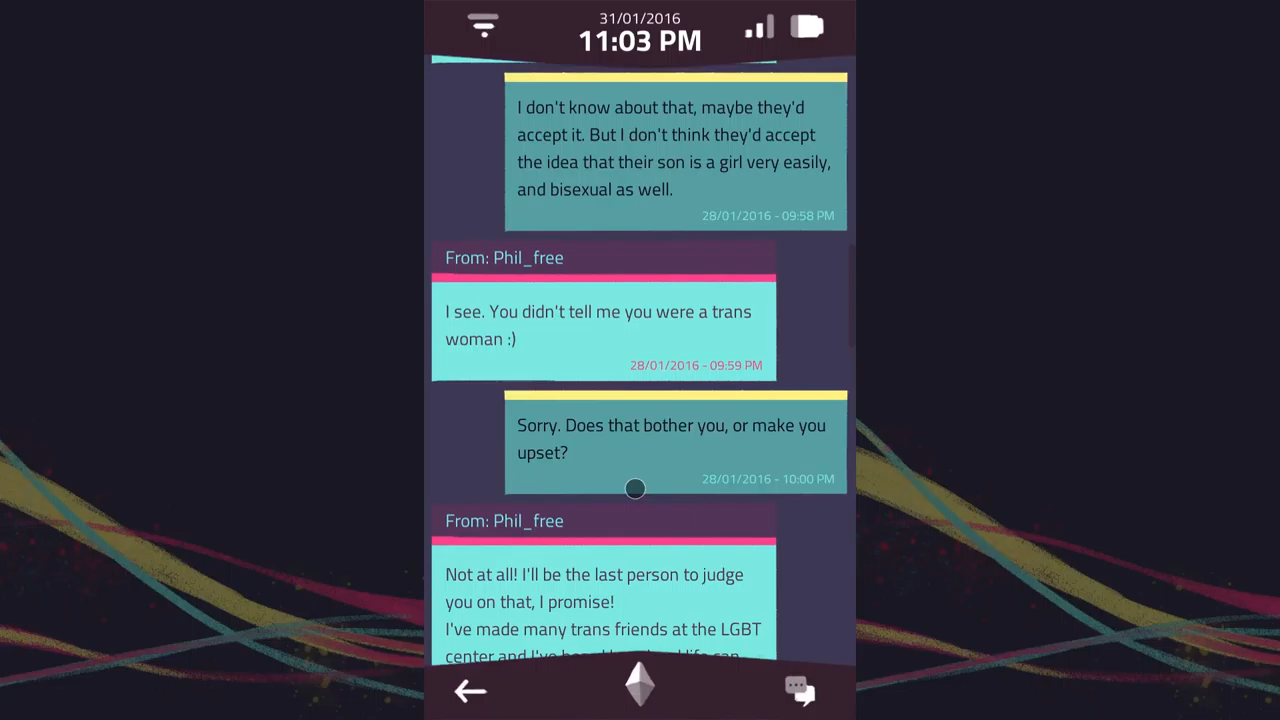 31/01/2016
11:03 PM
I don't know about that, maybe they'd
accept it. But I don't think they'd accept
the idea that their son is a girl very easily,
and bisexual as well.
28/01/2016 - 09:58 PM
From: Phil_free
I see. You didn't tell me you were a trans
woman :)
28/01/2016 - 09:59 PM
Sorry. Does that bother you, or make you
upset?
28/01/2016 - 10:00 PM
From: Phil_free
Not at all! I'll be the last person to judge
you on that, I promise!
I've made many trans friends at the LGBT
center and I've